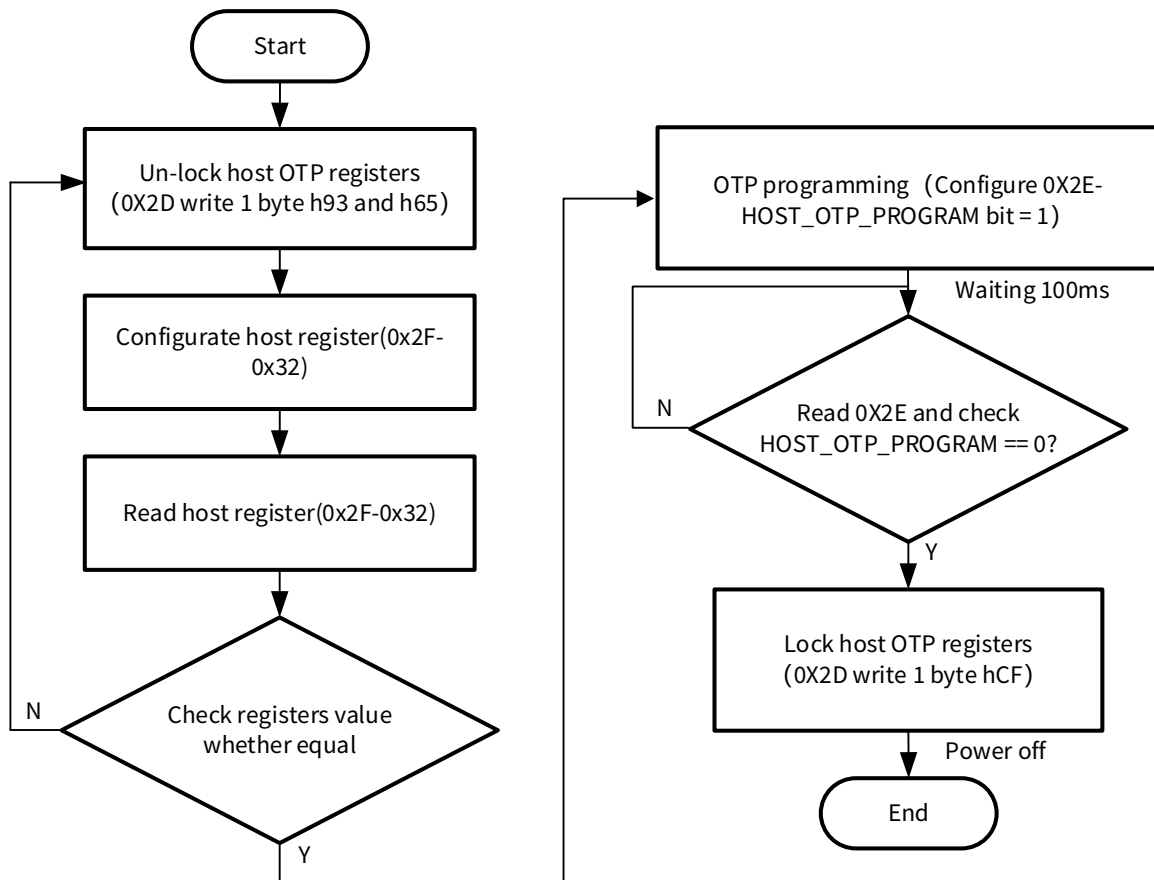 Start
Un-lock host OTP registers
(0X2D write 1 byte h93 and h65)
Configurate host register(0x2F-
0x32)
Read host register(0x2F-0x32)
Check registers value
whether equal
N
Y
OTP programming（Configure 0X2E-
HOST_OTP_PROGRAM bit = 1)
Waiting 100ms
Read 0X2E and check
HOST_OTP_PROGRAM == 0?
N
Y
Lock host OTP registers
(0X2D write 1 byte hCF)
Power off
End